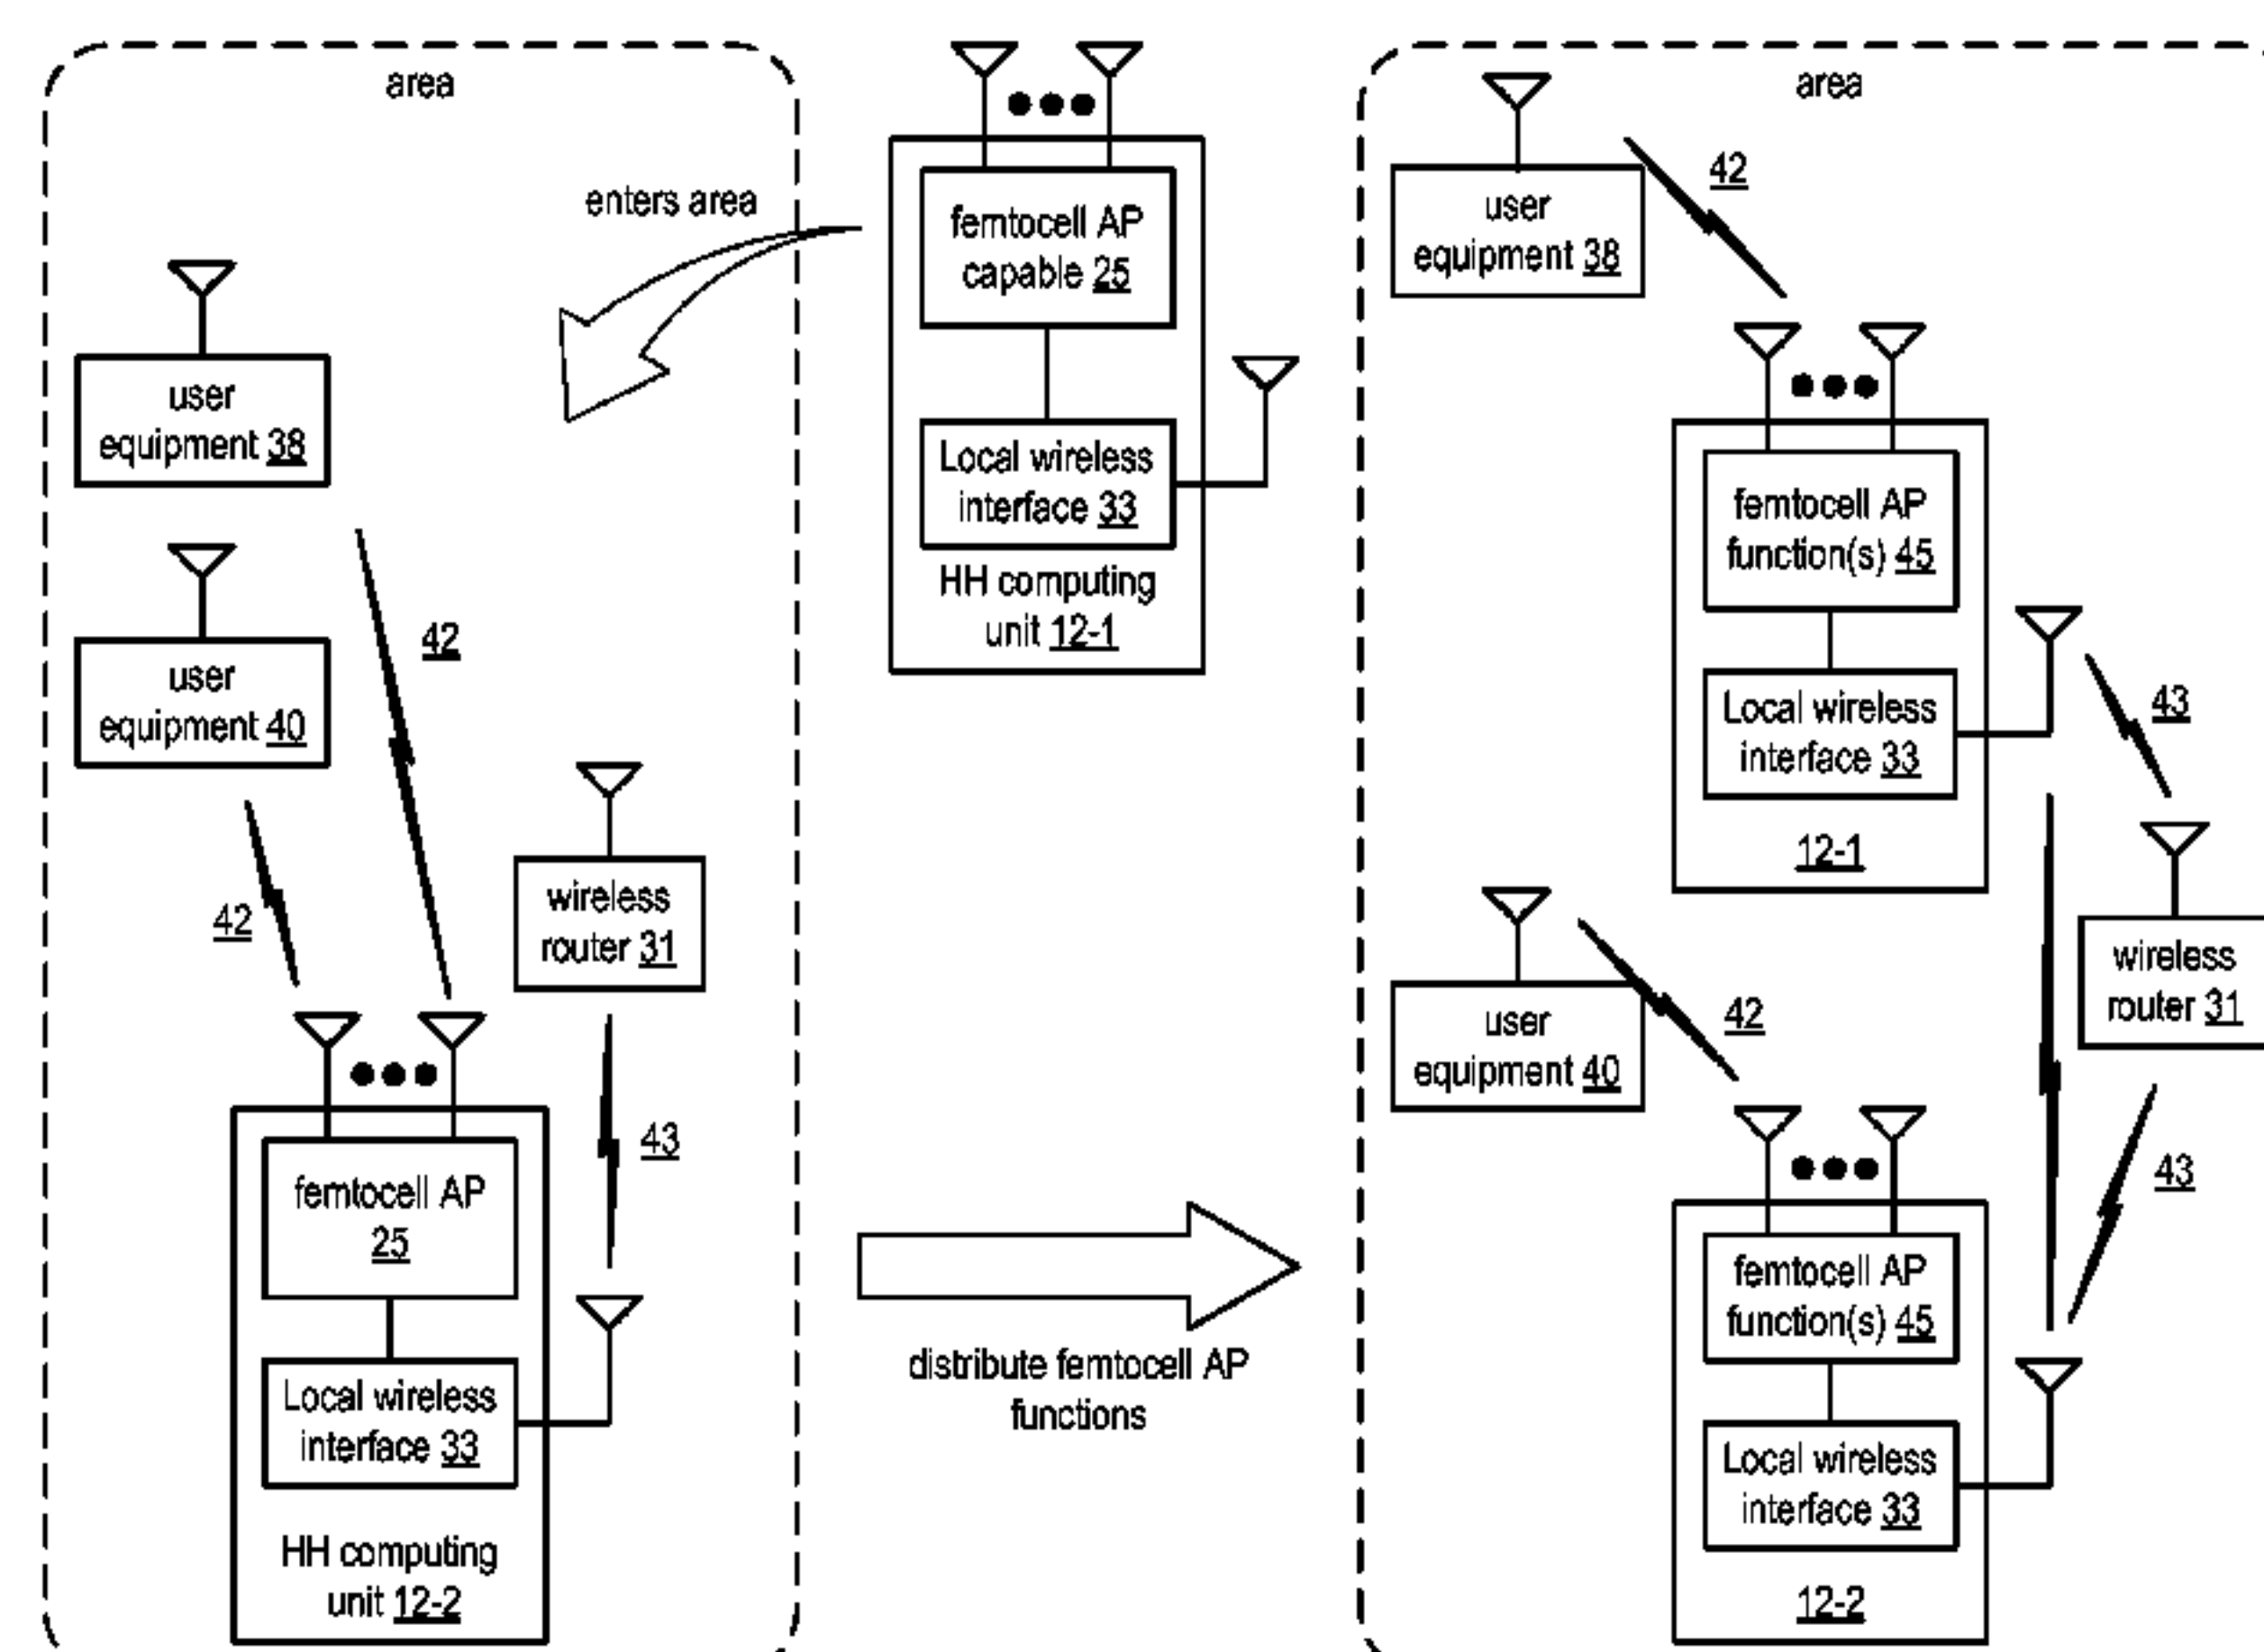 area
enters area
user
equipment 38
user
equipment 40
42
42
wireless
router 31
43
femtocell AP
25
Local wireless
interface 33
HH computing
unit 12-2
femtocell AP
capable 25
Local wireless
interface 33
HH computing
unit 12-1
distribute femtocell AP
functions
area
user
equipment 38
42
femtocell AP
function(s) 45
Local wireless
interface 33
12-1
43
wireless
router 31
user
equipment 40
42
43
femtocell AP
function(s) 45
Local wireless
interface 33
12-2